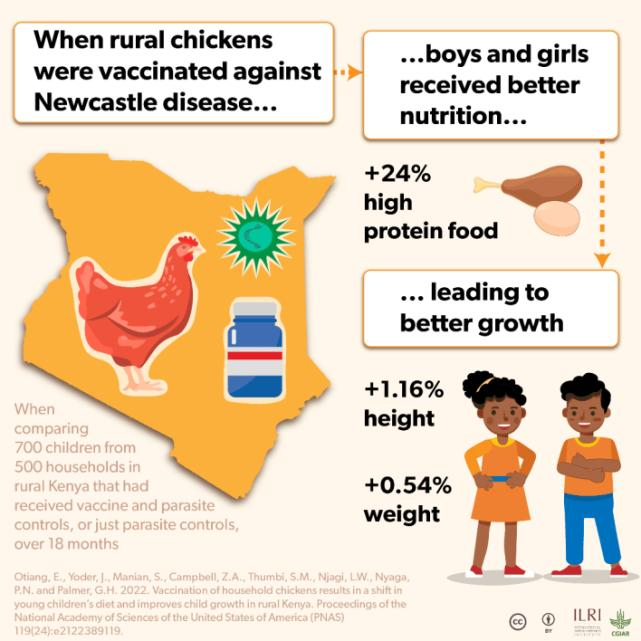 When rural chickens
were vaccinated against
Newcastle disease...
...boys and girls
received better
nutrition...
+24%
high
protein food
... leading to
better growth
+1.16%
height
+0.54%
weight
When
comparing
700 children from
500 households in
rural Kenya that had
received vaccine and parasite
controls, or just parasite controls,
over 18 months
Otiang, E., Yoder, J., Manian, S., Campbell, Z.A., Thumbi, S.M., Njagi, L.W., Nyaga,
P.N. and Palmer, G.H. 2022. Vaccination of household chickens results in a shift in
young children's diet and improves child growth in rural Kenya. Proceedings of the
National Academy of Sciences of the United States of America (PNAS)
119(24):e2122389119.
cc
BY
ILRI
CGIAR